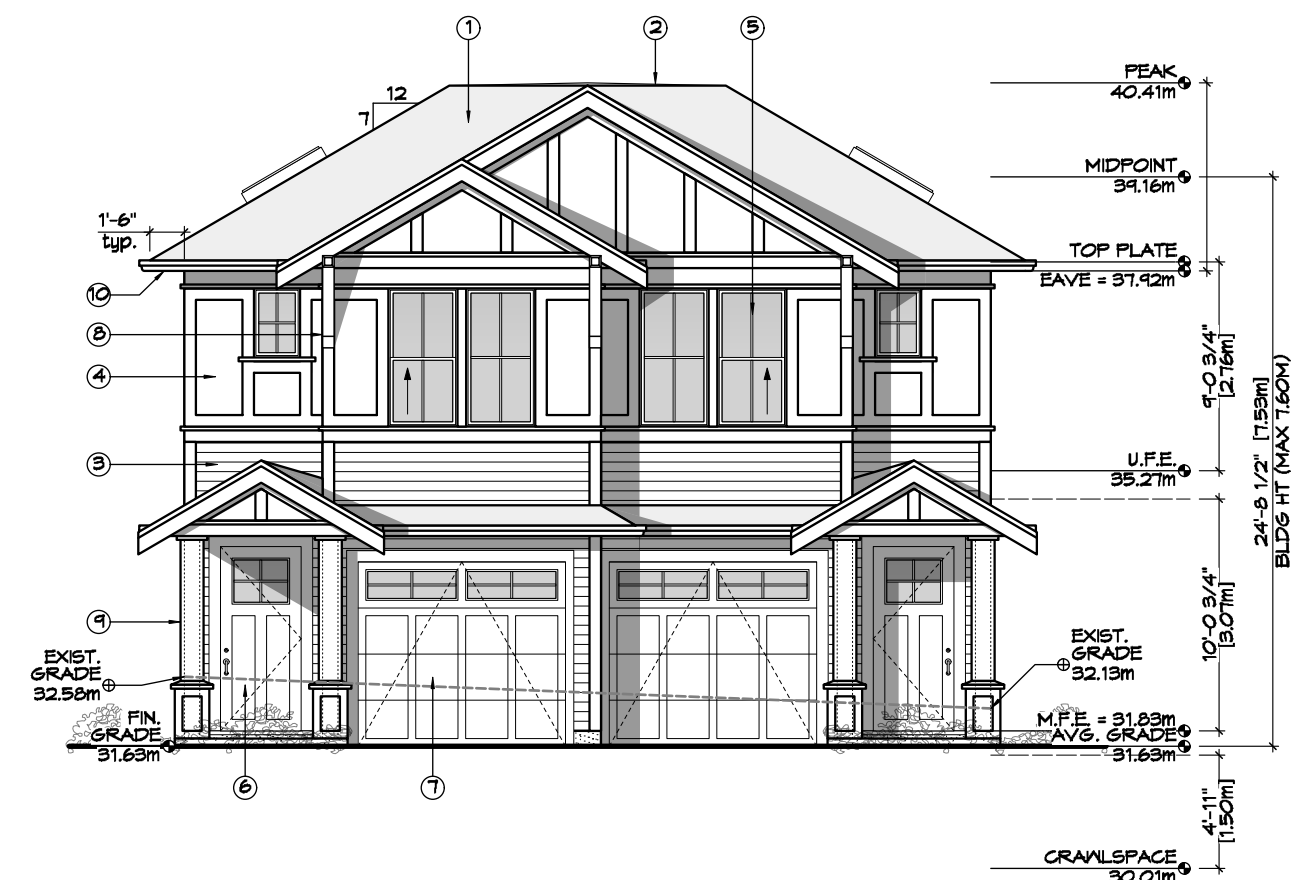 1
2
5
PEAK
40.41m
12
7
MIDPOINT
39.16m
1'-6"
typ.
TOP PLATE
EAVE = 37.92m
10
8
4
3
9'-0 3/4"
[2.76m]
24'-8 1/2" [7.53m]
BLDG HT (MAX 7.60M)
U.F.E.
35.27m
10'-0 3/4"
[3.07m]
9
EXIST.
GRADE
32.58m
EXIST.
GRADE
32.13m
FIN.
GRADE
31.63m
M.F.E. = 31.83m
AVG. GRADE
31.63m
6
7
4'-11"
[1.50m]
CRAWLSPACE
30.01m